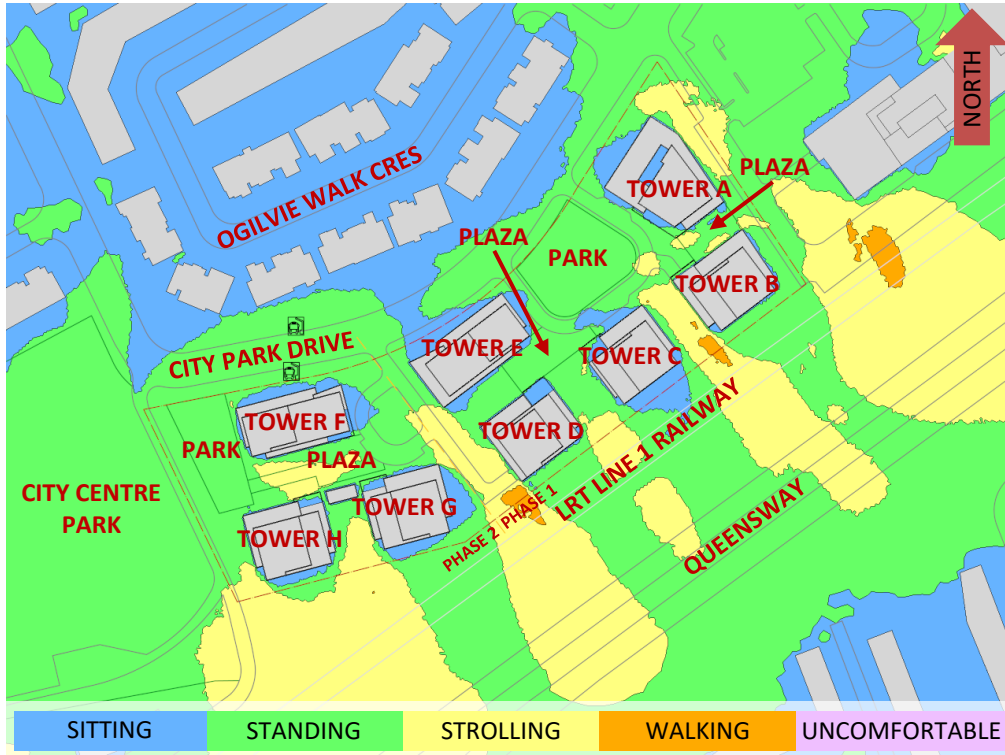 NORTH
PLAZA
TOWER A
OGILVIE WALK CRES
PLAZA
PARK
TOWER B
TOWER E
TOWER C
CITY PARK DRIVE
TOWER F
TOWER D
PARK
PLAZA
LRT LINE 1 RAILWAY
CITY CENTRE
PARK
TOWER G
PHASE 1
QUEENSWAY
TOWER H
PHASE 2
SITTING
STANDING
STROLLING
WALKING
UNCOMFORTABLE